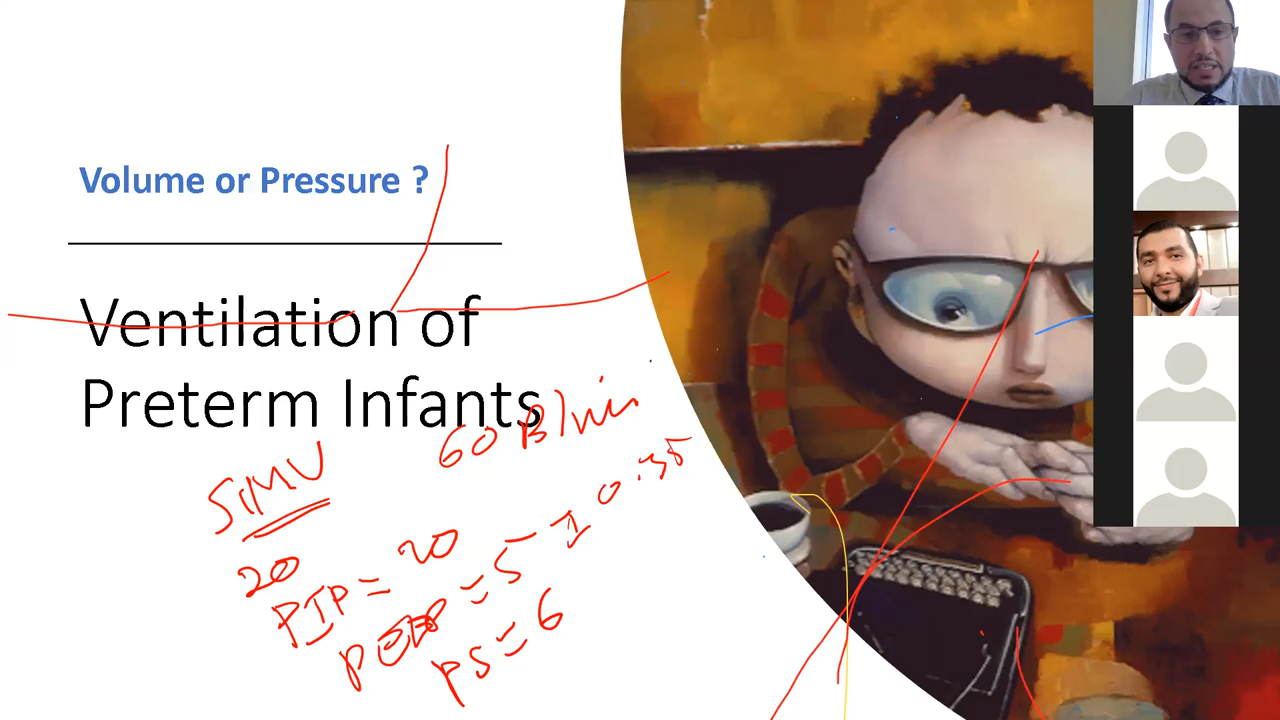 Volume or Pressure ?
Ventilation of
Preterm Infants
60 B/min
SIMV
20
PIP = 20
PEEP = 5 I 0.35
PS = 6